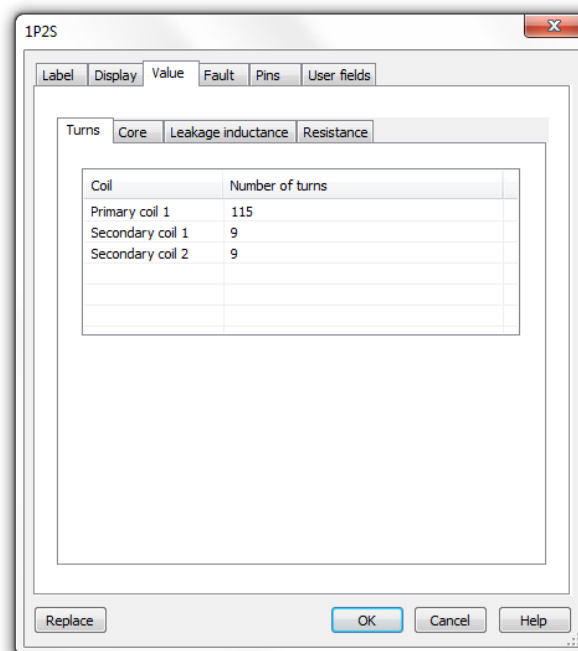 1P2S
Label Display Value Fault Pins User fields
Turns Core Leakage inductance Resistance
Coil Number of turns
Primary coil 1 115
Secondary coil 1 9
Secondary coil 2 9
Replace OK Cancel Help